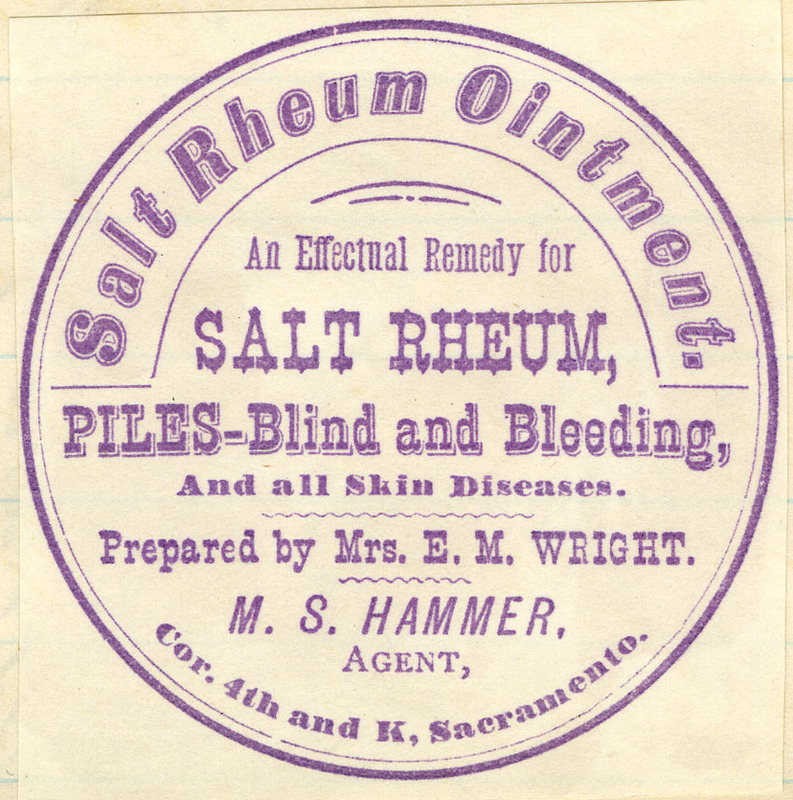 Salt Rheum Ointment.
An Effectual Remedy for
SALT RHEUM,
PILES-Blind and Bleeding,
And all Skin Diseases.
Prepared by Mrs. E. M. WRIGHT.
M. S. HAMMER,
AGENT,
Cor. 4th and K, Sacramento.